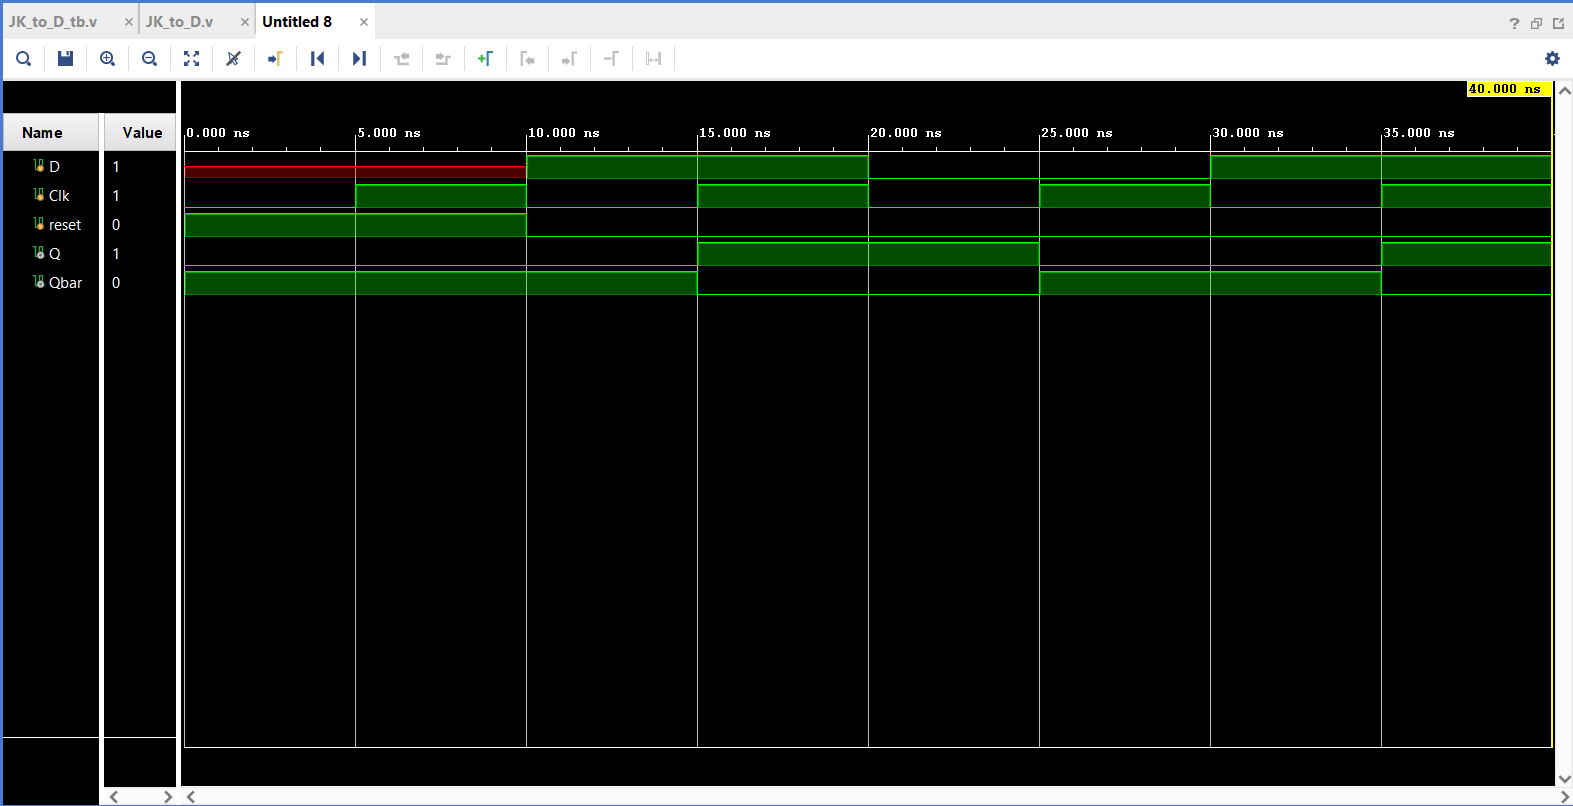 JK_to_D_tb.v × JK_to_D.v × Untitled 8 ×
40.000 ns
Name Value 0.000 ns 5.000 ns 10.000 ns 15.000 ns 20.000 ns 25.000 ns 30.000 ns 35.000 ns
D 1
Clk 1
reset 0
Q 1
Qbar 0